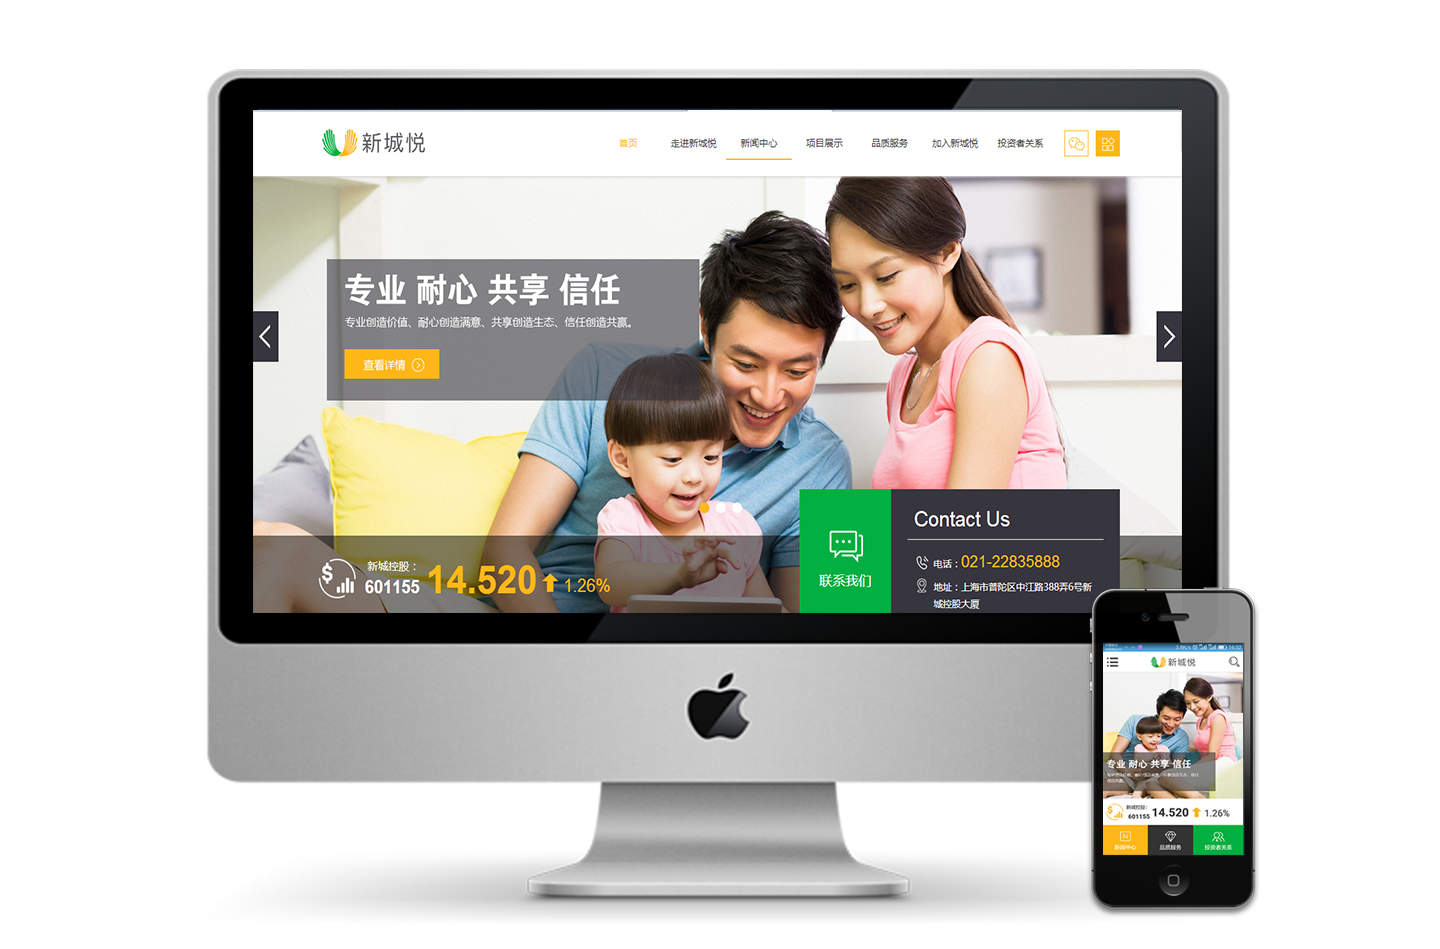 新城悦
首页 走进新城悦 新闻中心 项目展示 品质服务 加入新城悦 投资者关系
专业 耐心 共享 信任
专业创造价值、耐心创造满意、共享创造生态、信任创造共赢。
查看详情
新城控股：
601155 14.520 1.26%
联系我们
Contact Us
电话：021-22835888
地址：上海市普陀区中江路388弄6号新
城控股大厦
新城悦
专业 耐心 共享 信任
新城控股：
601155 14.520 1.26%
新闻中心 品质服务 投资者关系